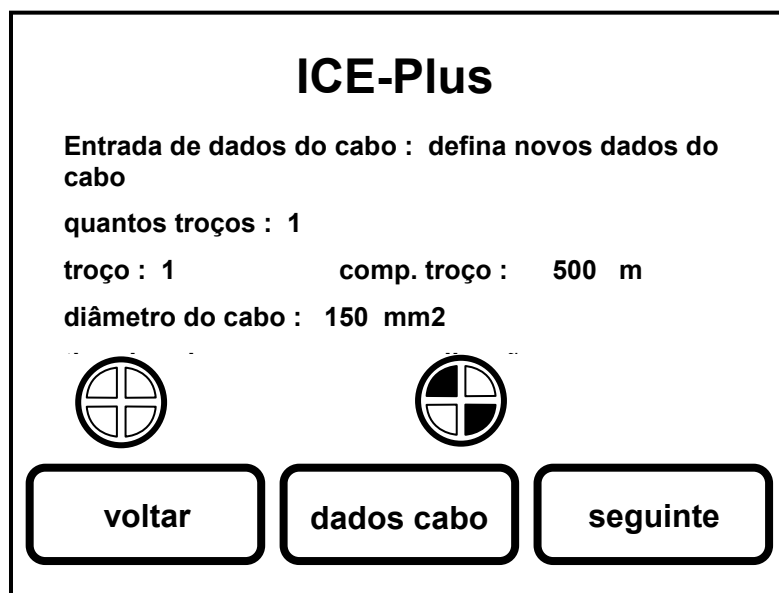 ICE-Plus
Entrada de dados do cabo : defina novos dados do
cabo
quantos troços : 1
troço : 1 comp. troço : 500 m
diâmetro do cabo : 150 mm2
voltar dados cabo seguinte